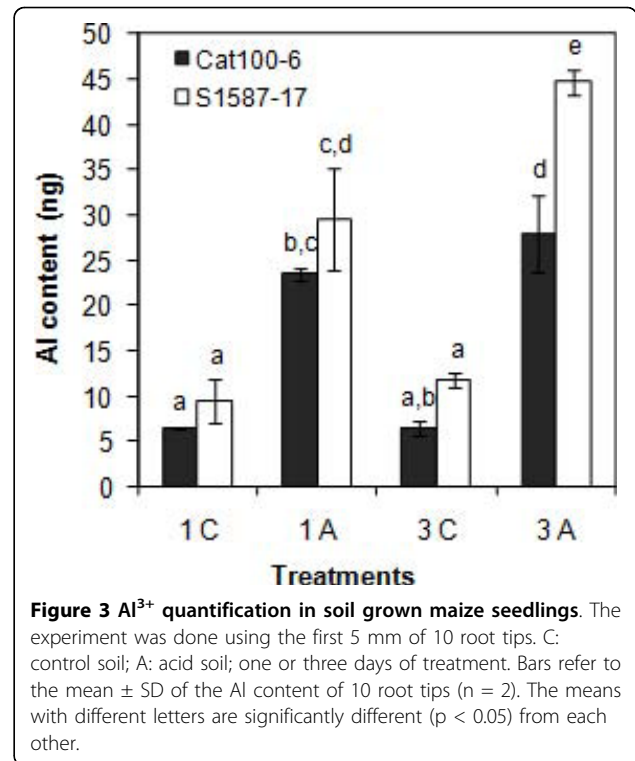 50
45
40
35
30
25
20
15
10
5
0
Al content (ng)
Cat100-6
S1587-17
a
a
b,c
c,d
a,b
a
d
e
1 C
1 A
3 C
3 A
Treatments
Figure 3 Al³⁺ quantification in soil grown maize seedlings. The
experiment was done using the first 5 mm of 10 root tips. C:
control soil; A: acid soil; one or three days of treatment. Bars refer to
the mean ± SD of the Al content of 10 root tips (n = 2). The means
with different letters are significantly different (p < 0.05) from each
other.